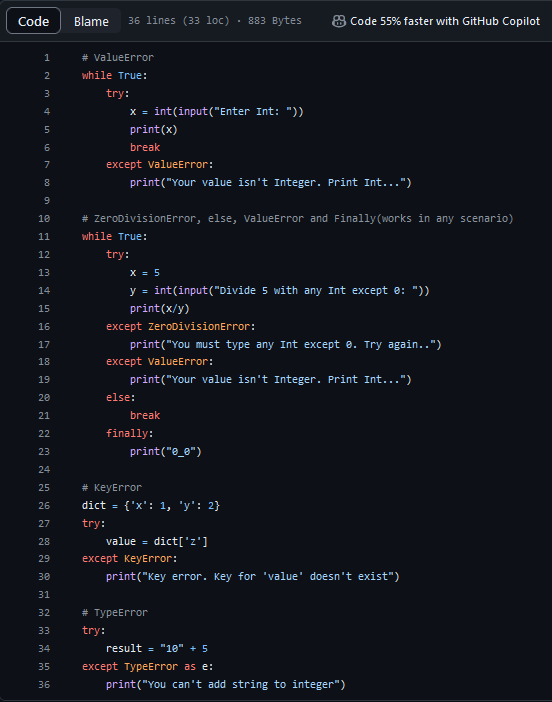 Code Blame 36 lines (33 loc) · 883 Bytes Code 55% faster with GitHub Copilot
1 # ValueError
2 while True:
3     try:
4         x = int(input("Enter Int: "))
5         print(x)
6         break
7     except ValueError:
8         print("Your value isn't Integer. Print Int...")
9
10 # ZeroDivisionError, else, ValueError and Finally(works in any scenario)
11 while True:
12     try:
13         x = 5
14         y = int(input("Divide 5 with any Int except 0: "))
15         print(x/y)
16     except ZeroDivisionError:
17         print("You must type any Int except 0. Try again..")
18     except ValueError:
19         print("Your value isn't Integer. Print Int...")
20     else:
21         break
22     finally:
23         print("0_0")
24
25 # KeyError
26 dict = {'x': 1, 'y': 2}
27 try:
28     value = dict['z']
29 except KeyError:
30     print("Key error. Key for 'value' doesn't exist")
31
32 # TypeError
33 try:
34     result = "10" + 5
35 except TypeError as e:
36     print("You can't add string to integer")